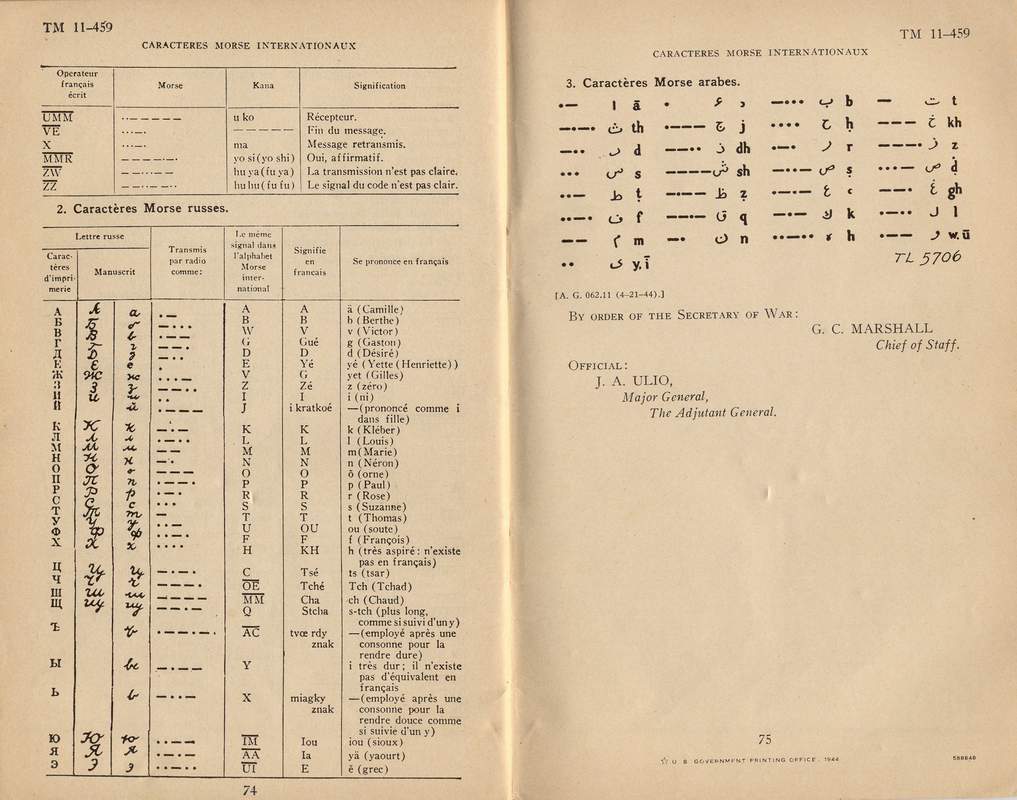 TM 11–459
CARACTERES MORSE INTERNATIONAUX
Operateur français écrit | Morse | Kana | Signification
UMM | ··–––––  | u ko | Récepteur.
VE | ···–· | –––––– | Fin du message.
X | ···–· | ma | Message retransmis.
MMR | ––––·–· | yo si (yo shi) | Oui, affirmatif.
ZW | ––··––– | hu ya (fu ya) | La transmission n'est pas claire.
ZZ | ––··––·· | hu hu (fu fu) | Le signal du code n'est pas clair.
2. Caractères Morse russes.
Lettre russe | Transmis par radio comme: | Le même signal dans l'alphabet Morse inter-national | Signifie en francais | Se prononce en français
Carac-tères d'impri-merie | Manuscrit
А | ·– | A | A | ä (Camille)
Б | –··· | B | B | b (Berthe)
В | ·–– | W | V | v (Victor)
Г | ––· | G | Gué | g (Gaston)
Д | –·· | D | D | d (Désiré)
Е | · | E | Yé | yé (Yette (Henriette))
Ж | ···– | V | G | yet (Gilles)
З | ––·· | Z | Zé | z (zéro)
И | ·· | I | I | i (ni)
Й | ·––– | J | i kratkoé | —(prononcé comme i
dans fille)
К | –·– | K | K | k (Kléber)
Л | ·–·· | L | L | l (Louis)
М | –– | M | M | m (Marie)
Н | –· | N | N | n (Néron)
О | ––– | O | O | ō (orne)
П | ·––· | P | P | p (Paul)
Р | ·–· | R | R | r (Rose)
С | ··· | S | S | s (Suzanne)
Т | – | T | T | t (Thomas)
У | ··– | U | OU | ou (soute)
Ф | ··–· | F | F | f (François)
Х | ···· | H | KH | h (très aspiré: n'existe
pas en français)
Ц | –·–· | C | Tsé | ts (tsar)
Ч | –––· | OE | Tché | Tch (Tchad)
Ш | –––– | MM | Cha | ch (Chaud)
Щ | ––·– | Q | Stcha | s-tch (plus long,
comme si suivi d'un y)
Ъ | ·––·–· | AC | tvœ rdy | —(employé après une
znak | consonne pour la
rendre dure)
Ы | –·–– | Y | i très dur; il n'existe
pas d'équivalent en
français
Ь | –··– | X | miagky | —(employé après une
znak | consonne pour la
rendre douce comme
si suivie d'un y)
Ю | ··–– | IM | Iou | iou (sioux)
Я | ·–·– | AA | Ia | yä (yaourt)
Э | ··–·· | UI | E | ê (grec)
74
TM 11–459
CARACTERES MORSE INTERNATIONAUX
3. Caractères Morse arabes.
·– ا ā · ء ɔ –··· ب b – ت t
–·–· ث th ·––– ج j ···· ح ḥ ––– خ kh
–·· د d ––·· ذ dh ·–· ر r –––· ز z
··· س s –––– ش sh –··– ص ṣ ···– ض ḍ
··– ط ṭ –·–– ظ ẓ ·–·– ع c ––· غ gh
··–· ف f ––·– ق q –·– ك k ·–·· ل l
–– م m –· ن n ··–·· ه h ·–– و w. ū
·· ي y, ī
TL 5706
[A. G. 062.11 (4–21–44).]
BY ORDER OF THE SECRETARY OF WAR:
G. C. MARSHALL
Chief of Staff.
OFFICIAL:
J. A. ULIO,
Major General,
The Adjutant General.
75
☆ U. S. GOVERNMENT PRINTING OFFICE. 1944